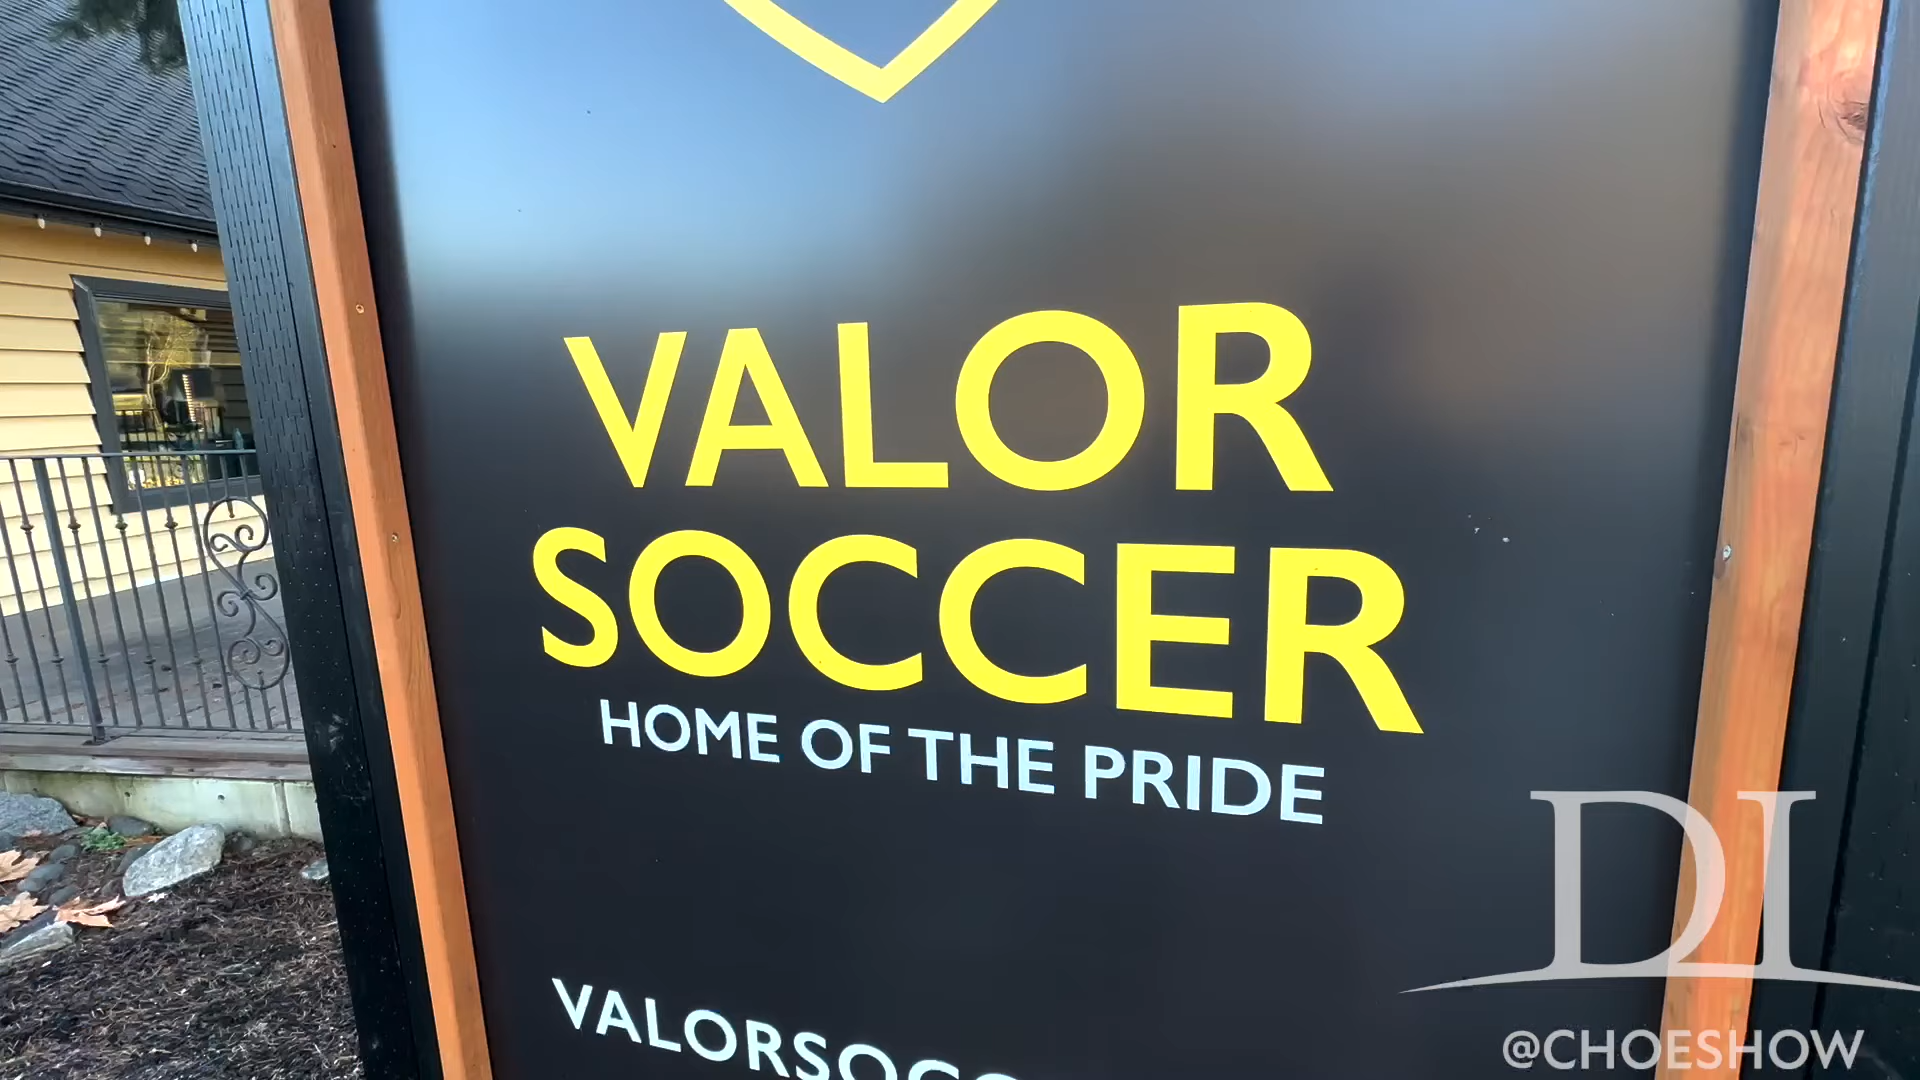 VALOR
SOCCER
HOME OF THE PRIDE
DI
@CHOESHOW